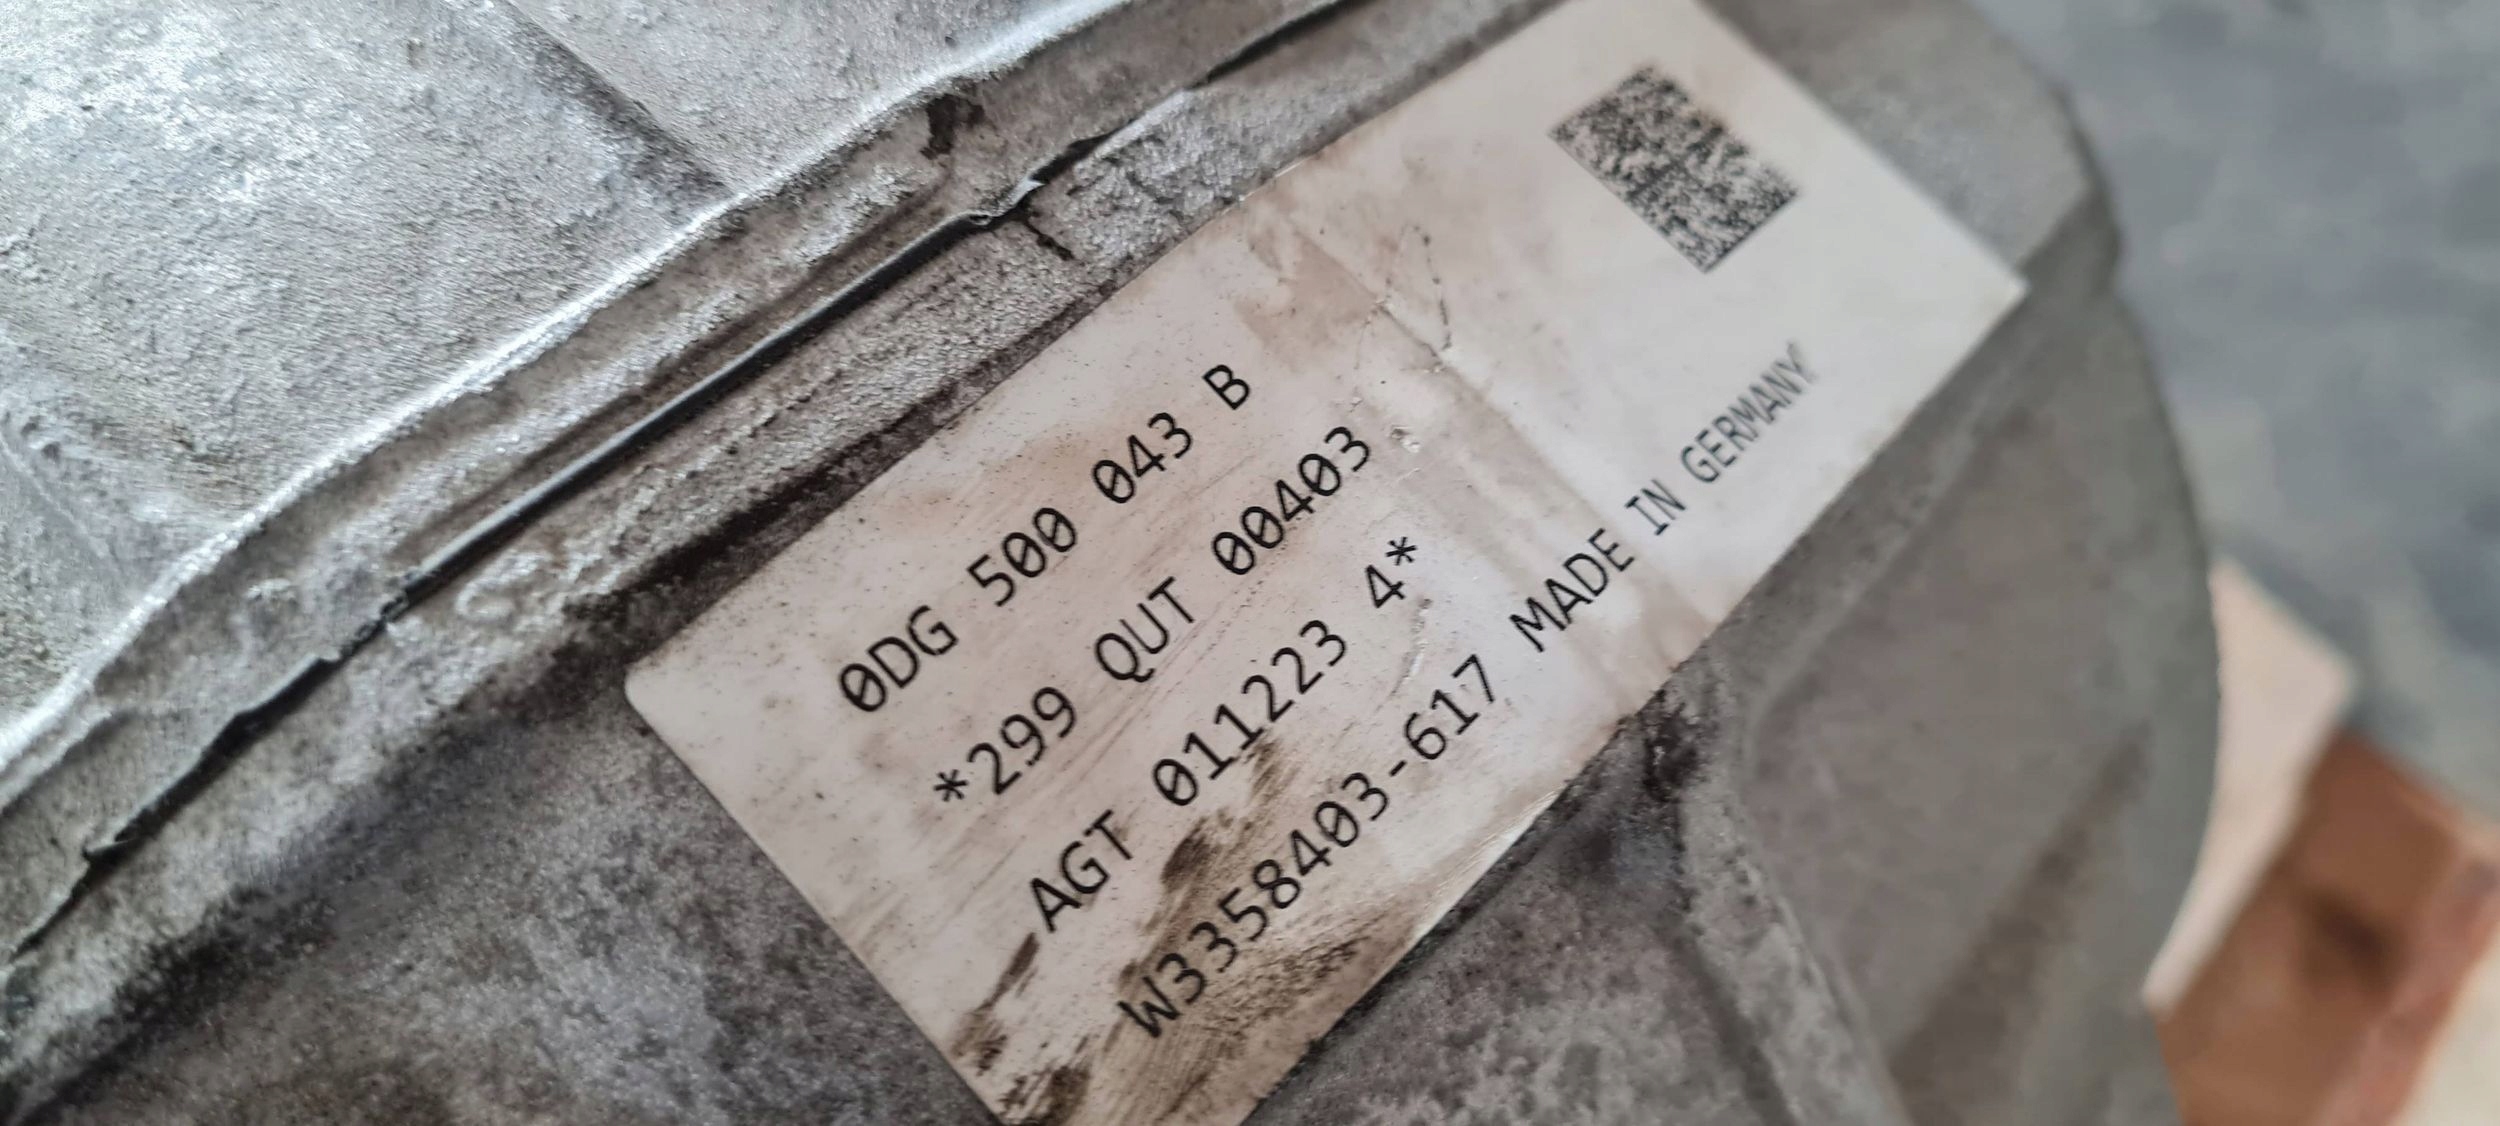 0DG 500 043 B
*299 QUT 00403
AGT 011223 4*
W3358403-617 MADE IN GERMANY